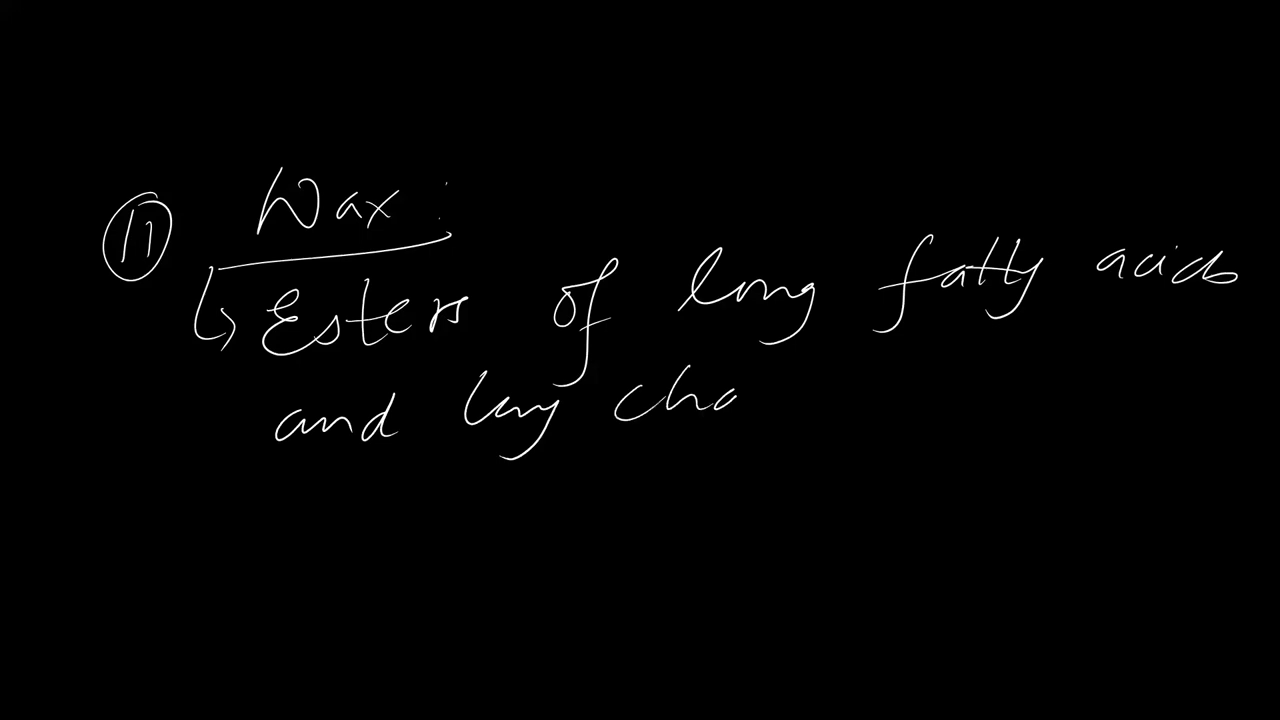 ⑪ Wax :
↳ Esters of long fatty acids
and long cha